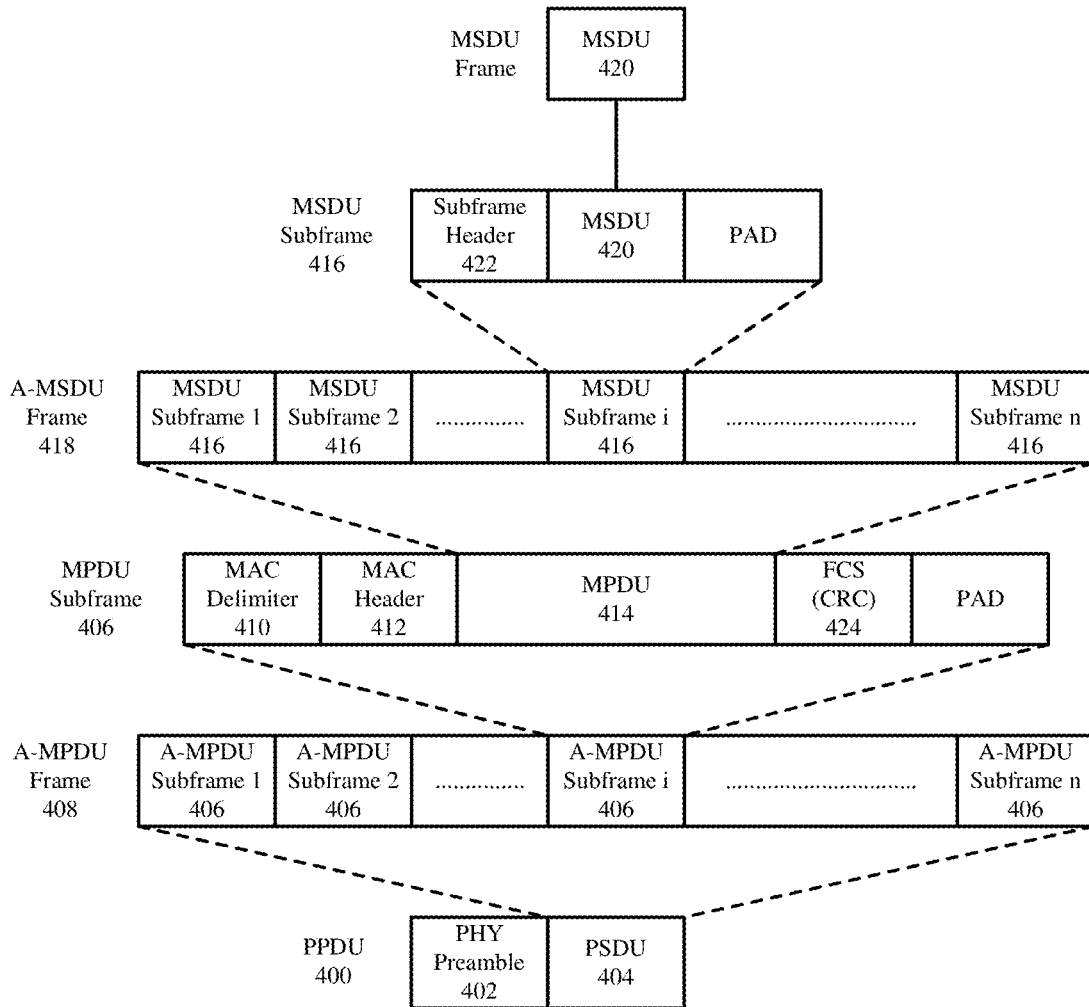 MSDU
Frame
MSDU
420
MSDU
Subframe
416
Subframe
Header
422
MSDU
420
PAD
A-MSDU
Frame
418
MSDU
Subframe 1
416
MSDU
Subframe 2
416
..............
MSDU
Subframe i
416
................................
MSDU
Subframe n
416
MPDU
Subframe
406
MAC
Delimiter
410
MAC
Header
412
MPDU
414
FCS
(CRC)
424
PAD
A-MPDU
Frame
408
A-MPDU
Subframe 1
406
A-MPDU
Subframe 2
406
..............
A-MPDU
Subframe i
406
................................
A-MPDU
Subframe n
406
PPDU
400
PHY
Preamble
402
PSDU
404